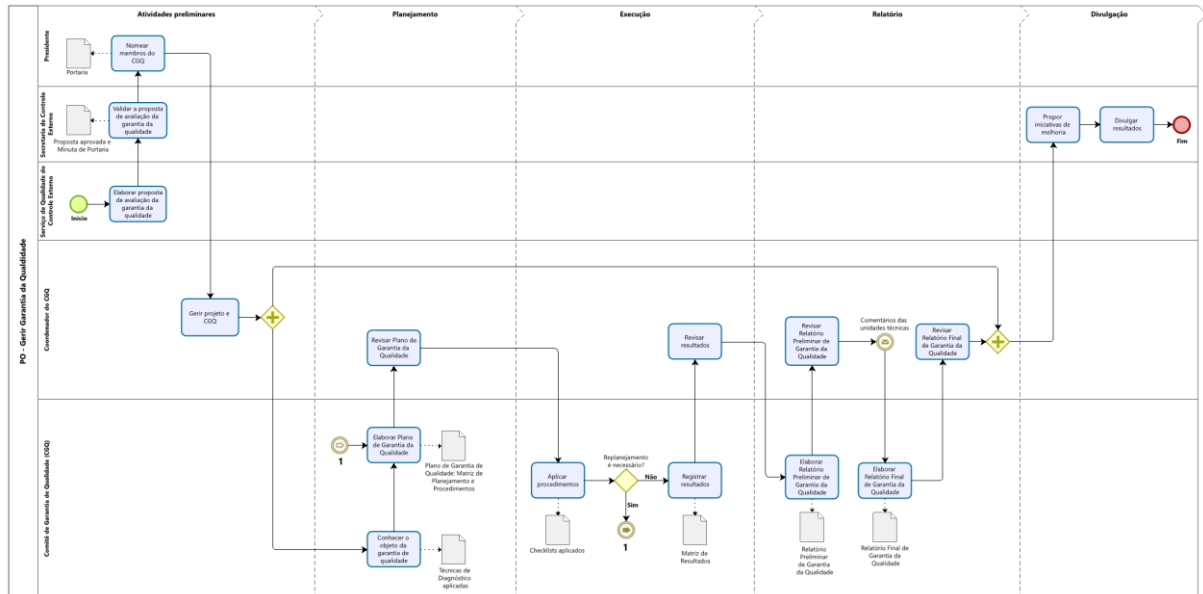 PO - Gerir Garantia da Qualdidade
Atividades preliminares
Planejamento
Execução
Relatório
Divulgação
Presidente
Portaria
Nomear
membros do
CGQ
Secretaria de Controle
Externo
Proposta aprovada e
Minuta de Portaria
Validar a proposta
de avaliação da
garantia da
qualidade
Propor
iniciativas de
melhoria
Divulgar
resultados
Fim
Serviço de Qualidade do
Controle Externo
Início
Elaborar proposta
de avaliação da
garantia da
qualidade
Coordenador do CGQ
Gerir projeto e
CGQ
Revisar Plano de
Garantia da
Qualidade
Revisar
resultados
Revisar
Relatório
Preliminar de
Garantia da
Qualidade
Comentários das
unidades técnicas
Revisar
Relatório Final
de Garantia da
Qualidade
Comitê de Garantia de Qualidade (CGQ)
1
Elaborar Plano
de Garantia da
Qualidade
Plano de Garantia de
Qualidade; Matriz de
Planejamento e
Procedimentos
Conhecer o
objeto da
garantia de
qualidade
Técnicas de
Diagnóstico
aplicadas
Aplicar
procedimentos
Checklists aplicados
Replanejamento
é necessário?
Não
Sim
1
Registrar
resultados
Matriz de
Resultados
Elaborar
Relatório
Preliminar de
Garantia da
Qualidade
Relatório
Preliminar
de Garantia
da Qualidade
Elaborar
Relatório Final
de Garantia da
Qualidade
Relatório Final de
Garantia da
Qualidade